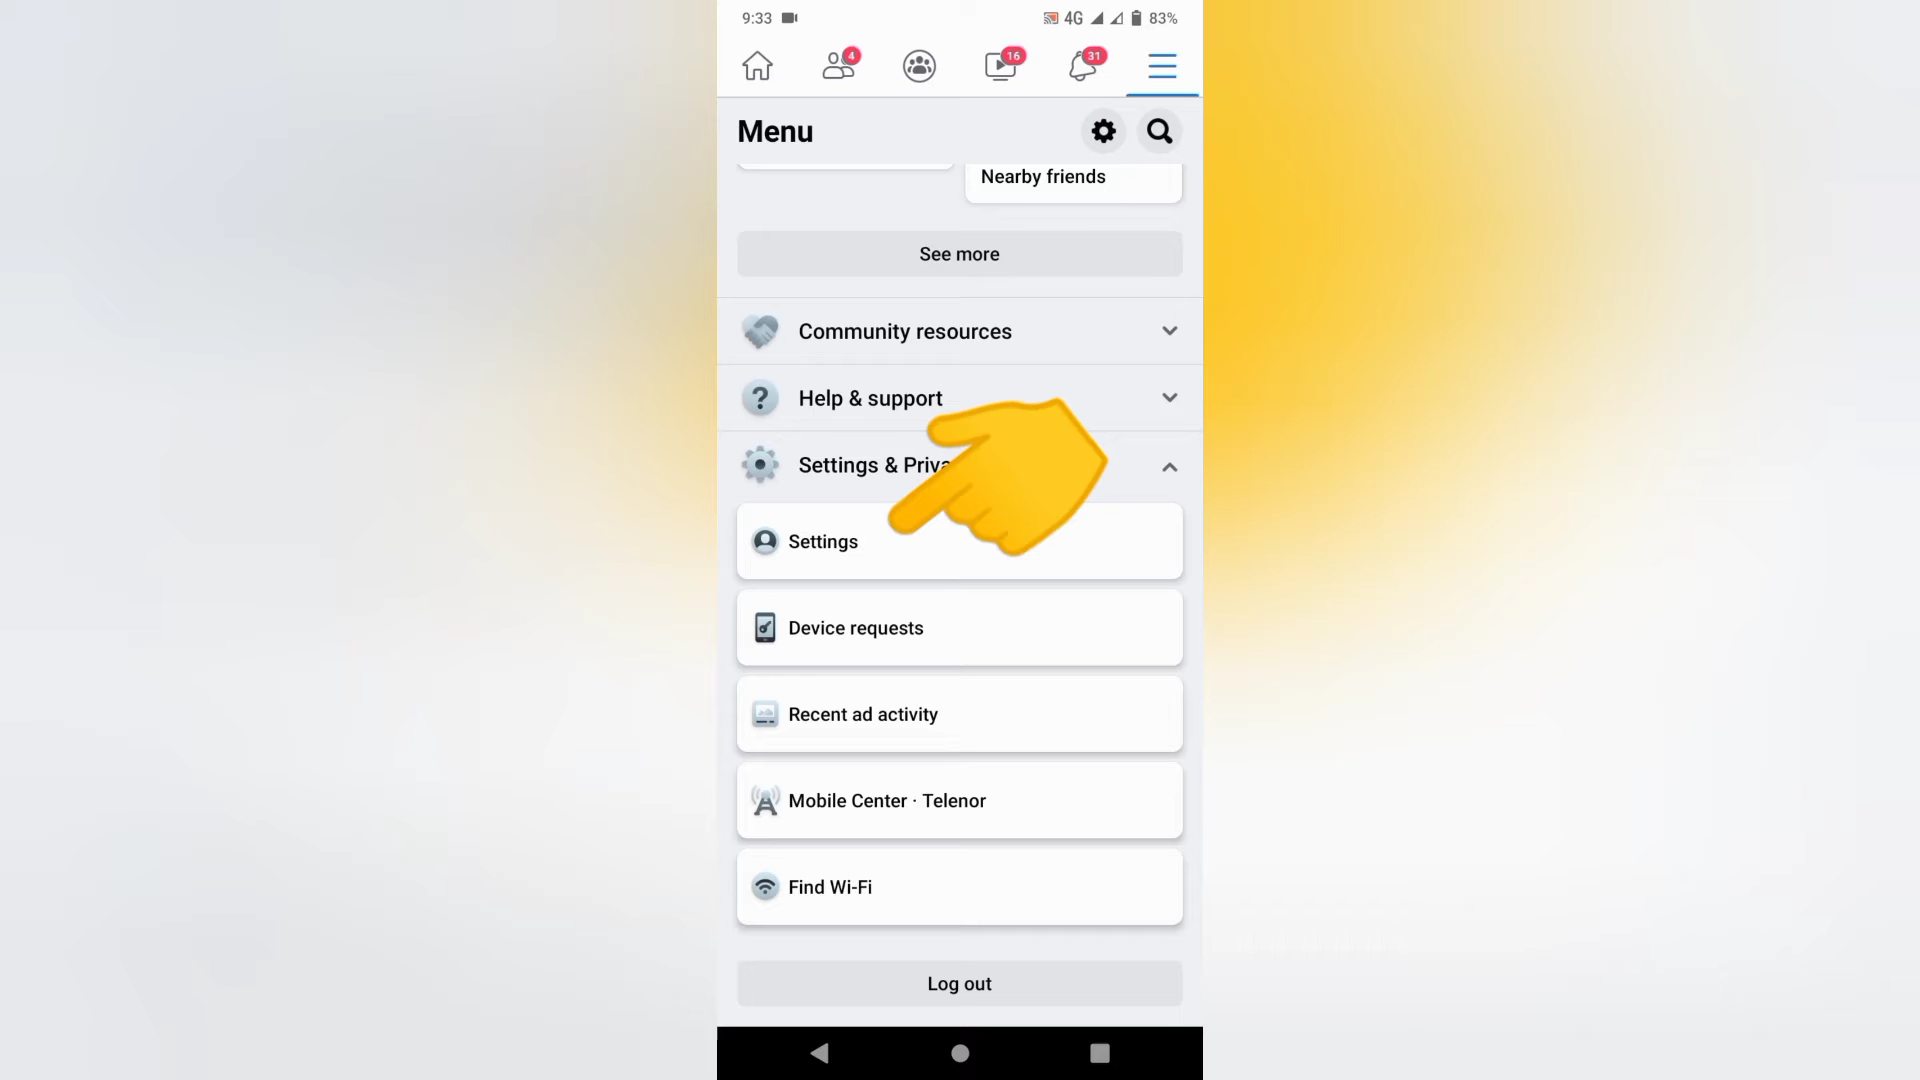 9:33 4G 83%
4 16 31
Menu
Nearby friends
See more
Community resources
Help & support
Settings & Priva
Settings
Device requests
Recent ad activity
Mobile Center · Telenor
Find Wi-Fi
Log out